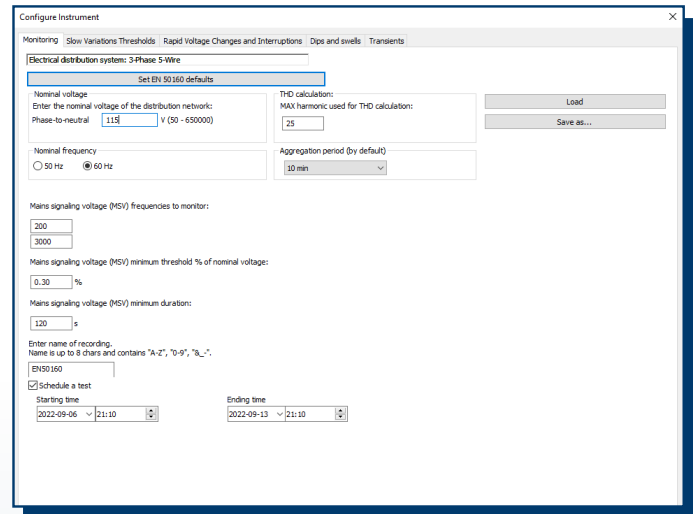 Configure Instrument
Monitoring Slow Variations Thresholds Rapid Voltage Changes and Interruptions Dips and swells Transients
Electrical distribution system: 3-Phase 5-Wire
Set EN 50160 defaults
Nominal voltage
Enter the nominal voltage of the distribution network:
Phase-to-neutral 115 V (50 - 650000)
THD calculation:
MAX harmonic used for THD calculation:
25
Load
Save as...
Nominal frequency
50 Hz 60 Hz
Aggregation period (by default)
10 min
Mains signaling voltage (MSV) frequencies to monitor:
200
3000
Mains signaling voltage (MSV) minimum threshold % of nominal voltage:
0.30 %
Mains signaling voltage (MSV) minimum duration:
120 s
Enter name of recording.
Name is up to 8 chars and contains "A-Z", "0-9", "&_-".
EN50160
Schedule a test
Starting time
2022-09-06 21:10
Ending time
2022-09-13 21:10